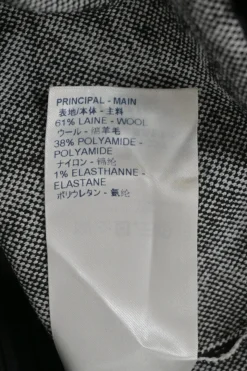 PRINCIPAL - MAIN
表地/本体 - 主料
61% LAINE - WOOL
ウール - 羊毛
38% POLYAMIDE -
POLYAMIDE
ナイロン - 锦纶
1% ELASTHANNE -
ELASTANE
ポリウレタン - 氨纶